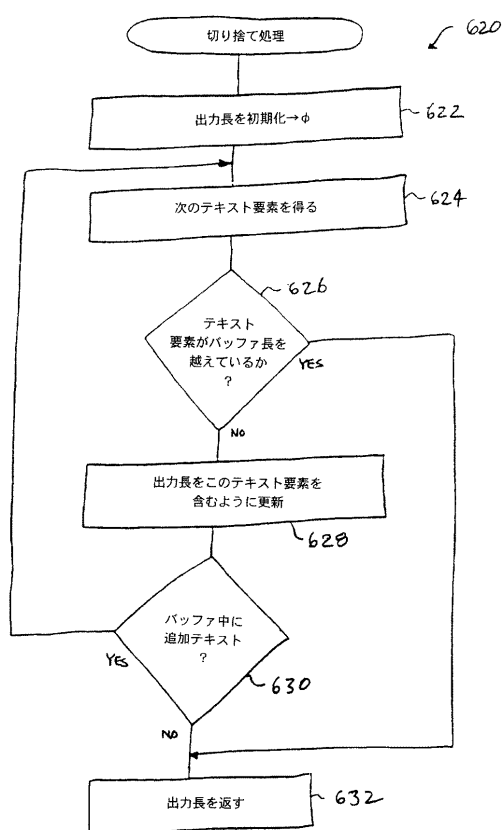 切り捨て処理
620
出力長を初期化→φ
622
次のテキスト要素を得る
624
626
テキスト
要素がバッファ長を
越えているか
?
YES
NO
出力長をこのテキスト要素を
含むように更新
628
バッファ中に
追加テキスト
?
YES
630
NO
出力長を返す
632